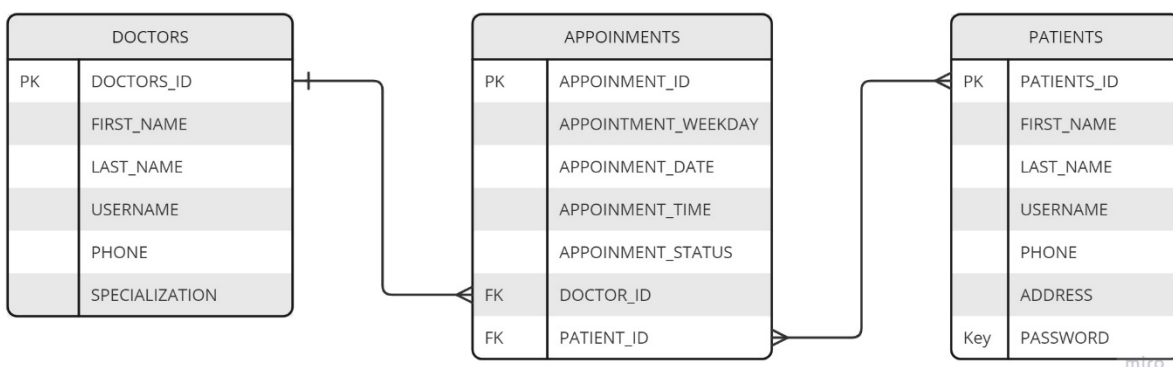 DOCTORS
PK DOCTORS_ID
FIRST_NAME
LAST_NAME
USERNAME
PHONE
SPECIALIZATION
APPOINMENTS
PK APPOINMENT_ID
APPOINTMENT_WEEKDAY
APPOINMENT_DATE
APPOINMENT_TIME
APPOINMENT_STATUS
FK DOCTOR_ID
FK PATIENT_ID
PATIENTS
PK PATIENTS_ID
FIRST_NAME
LAST_NAME
USERNAME
PHONE
ADDRESS
Key PASSWORD
miro